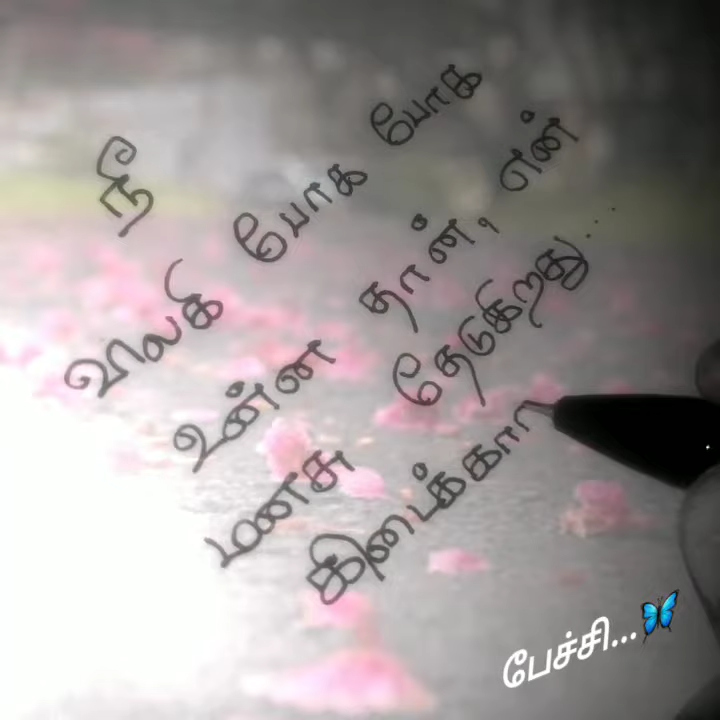 நீ
விலகி போக போக
உன்ன தான், என்
மனசு தேடுகிறது...
கிடைக்கா
பேச்சி...🦋